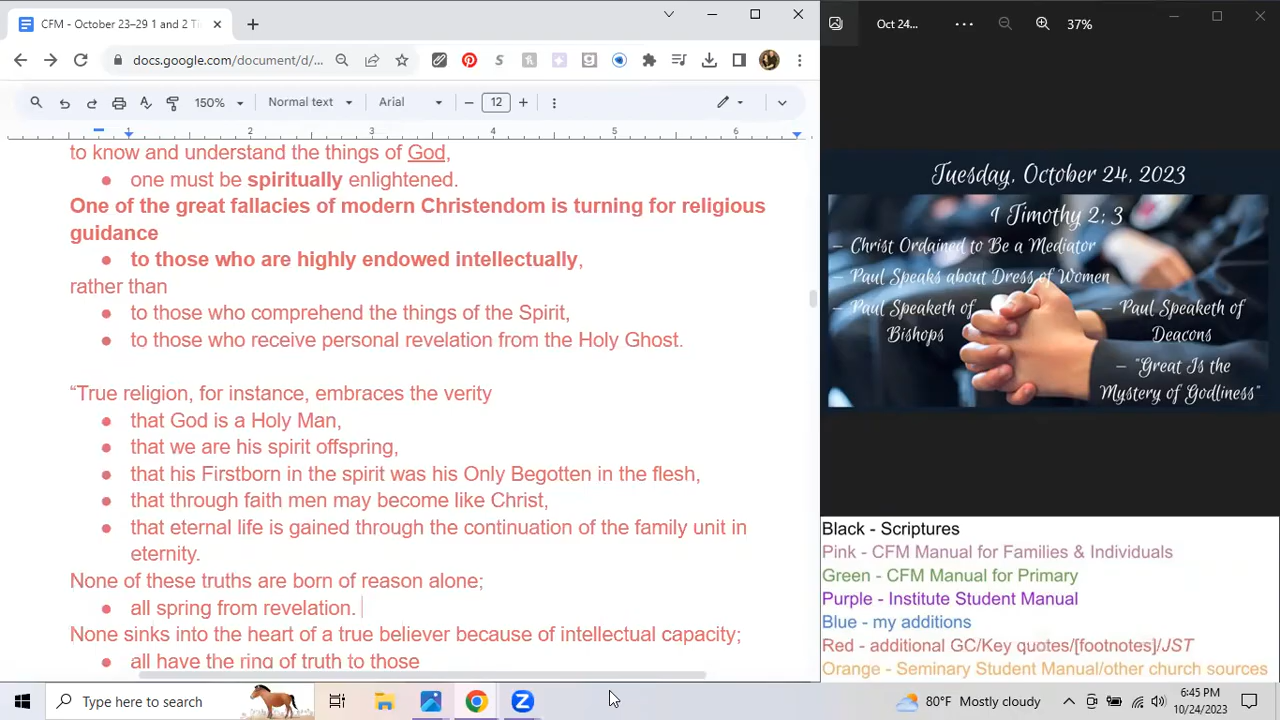 CFM - October 23–29 1 and 2 Ti
docs.google.com/document/d/...
150%
Normal text
Arial
12
1
2
3
4
5
6
to know and understand the things of God,
● one must be spiritually enlightened.
One of the great fallacies of modern Christendom is turning for religious
guidance
● to those who are highly endowed intellectually,
rather than
● to those who comprehend the things of the Spirit,
● to those who receive personal revelation from the Holy Ghost.
“True religion, for instance, embraces the verity
● that God is a Holy Man,
● that we are his spirit offspring,
● that his Firstborn in the spirit was his Only Begotten in the flesh,
● that through faith men may become like Christ,
● that eternal life is gained through the continuation of the family unit in
eternity.
None of these truths are born of reason alone;
● all spring from revelation.
None sinks into the heart of a true believer because of intellectual capacity;
● all have the ring of truth to those
Oct 24...
37%
Tuesday, October 24, 2023
1 Timothy 2; 3
– Christ Ordained to Be a Mediator
– Paul Speaks about Dress of Women
– Paul Speaketh of
Bishops
– Paul Speaketh of
Deacons
– "Great Is the
Mystery of Godliness"
Black - Scriptures
Pink - CFM Manual for Families & Individuals
Green - CFM Manual for Primary
Purple - Institute Student Manual
Blue - my additions
Red - additional GC/Key quotes/[footnotes]/JST
Orange - Seminary Student Manual/other church sources
Type here to search
80°F Mostly cloudy
6:45 PM
10/24/2023